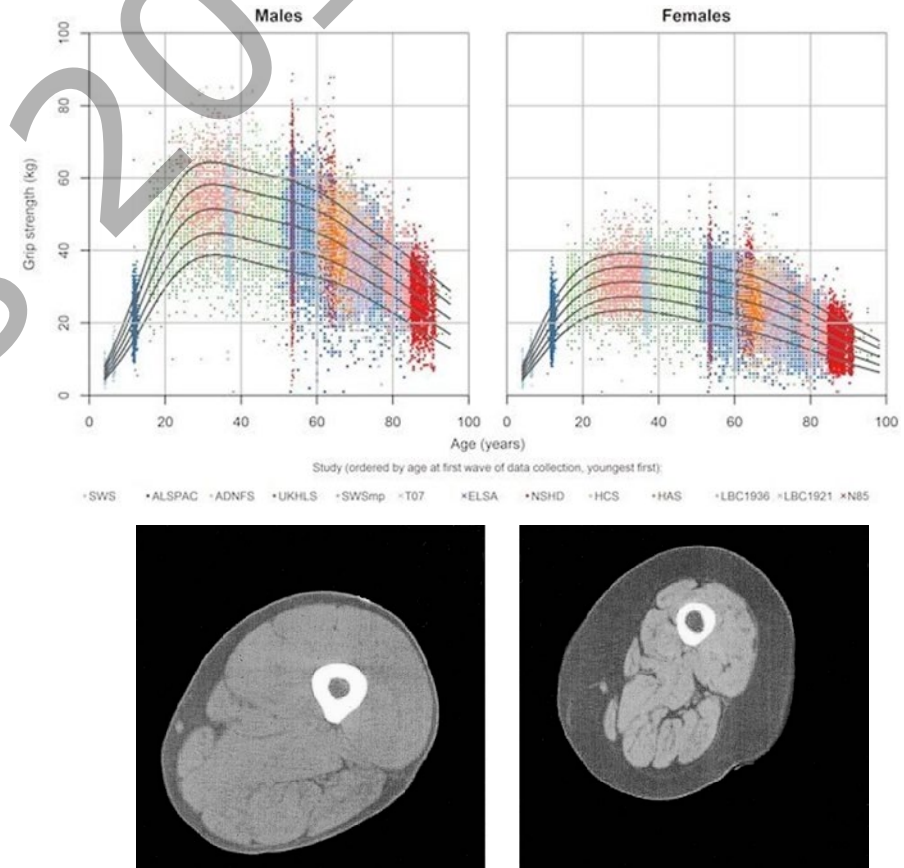 Males
Females
100
80
60
40
20
0
Grip strength (kg)
0 20 40 60 80 100
0 20 40 60 80 100
Age (years)
Study (ordered by age at first wave of data collection, youngest first):
SWS ALSPAC ADNFS UKHLS SWSmp T07 ELSA NSHD HCS HAS LBC1936 LBC1921 N85
20